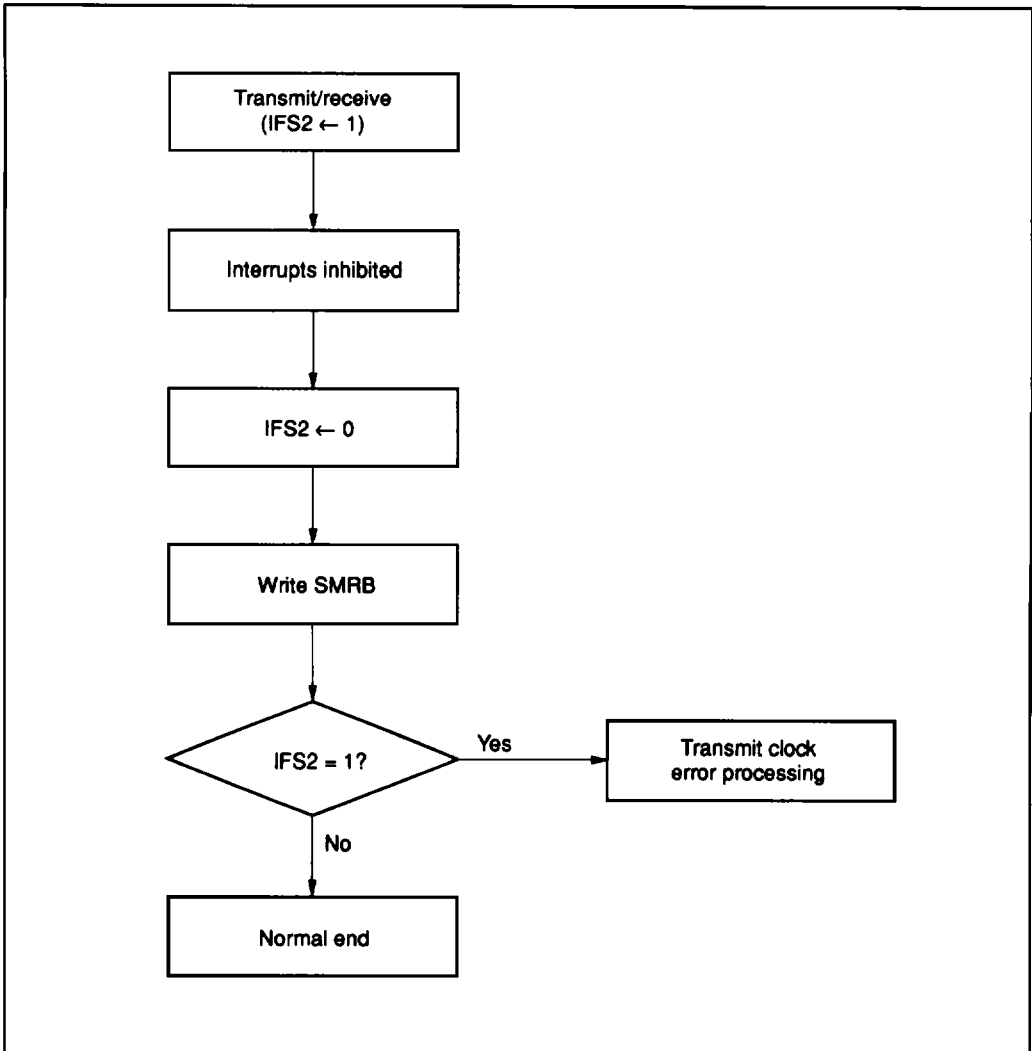 Transmit/receive
(IFS2 ← 1)
Interrupts inhibited
IFS2 ← 0
Write SMRB
IFS2 = 1?
Yes
Transmit clock
error processing
No
Normal end